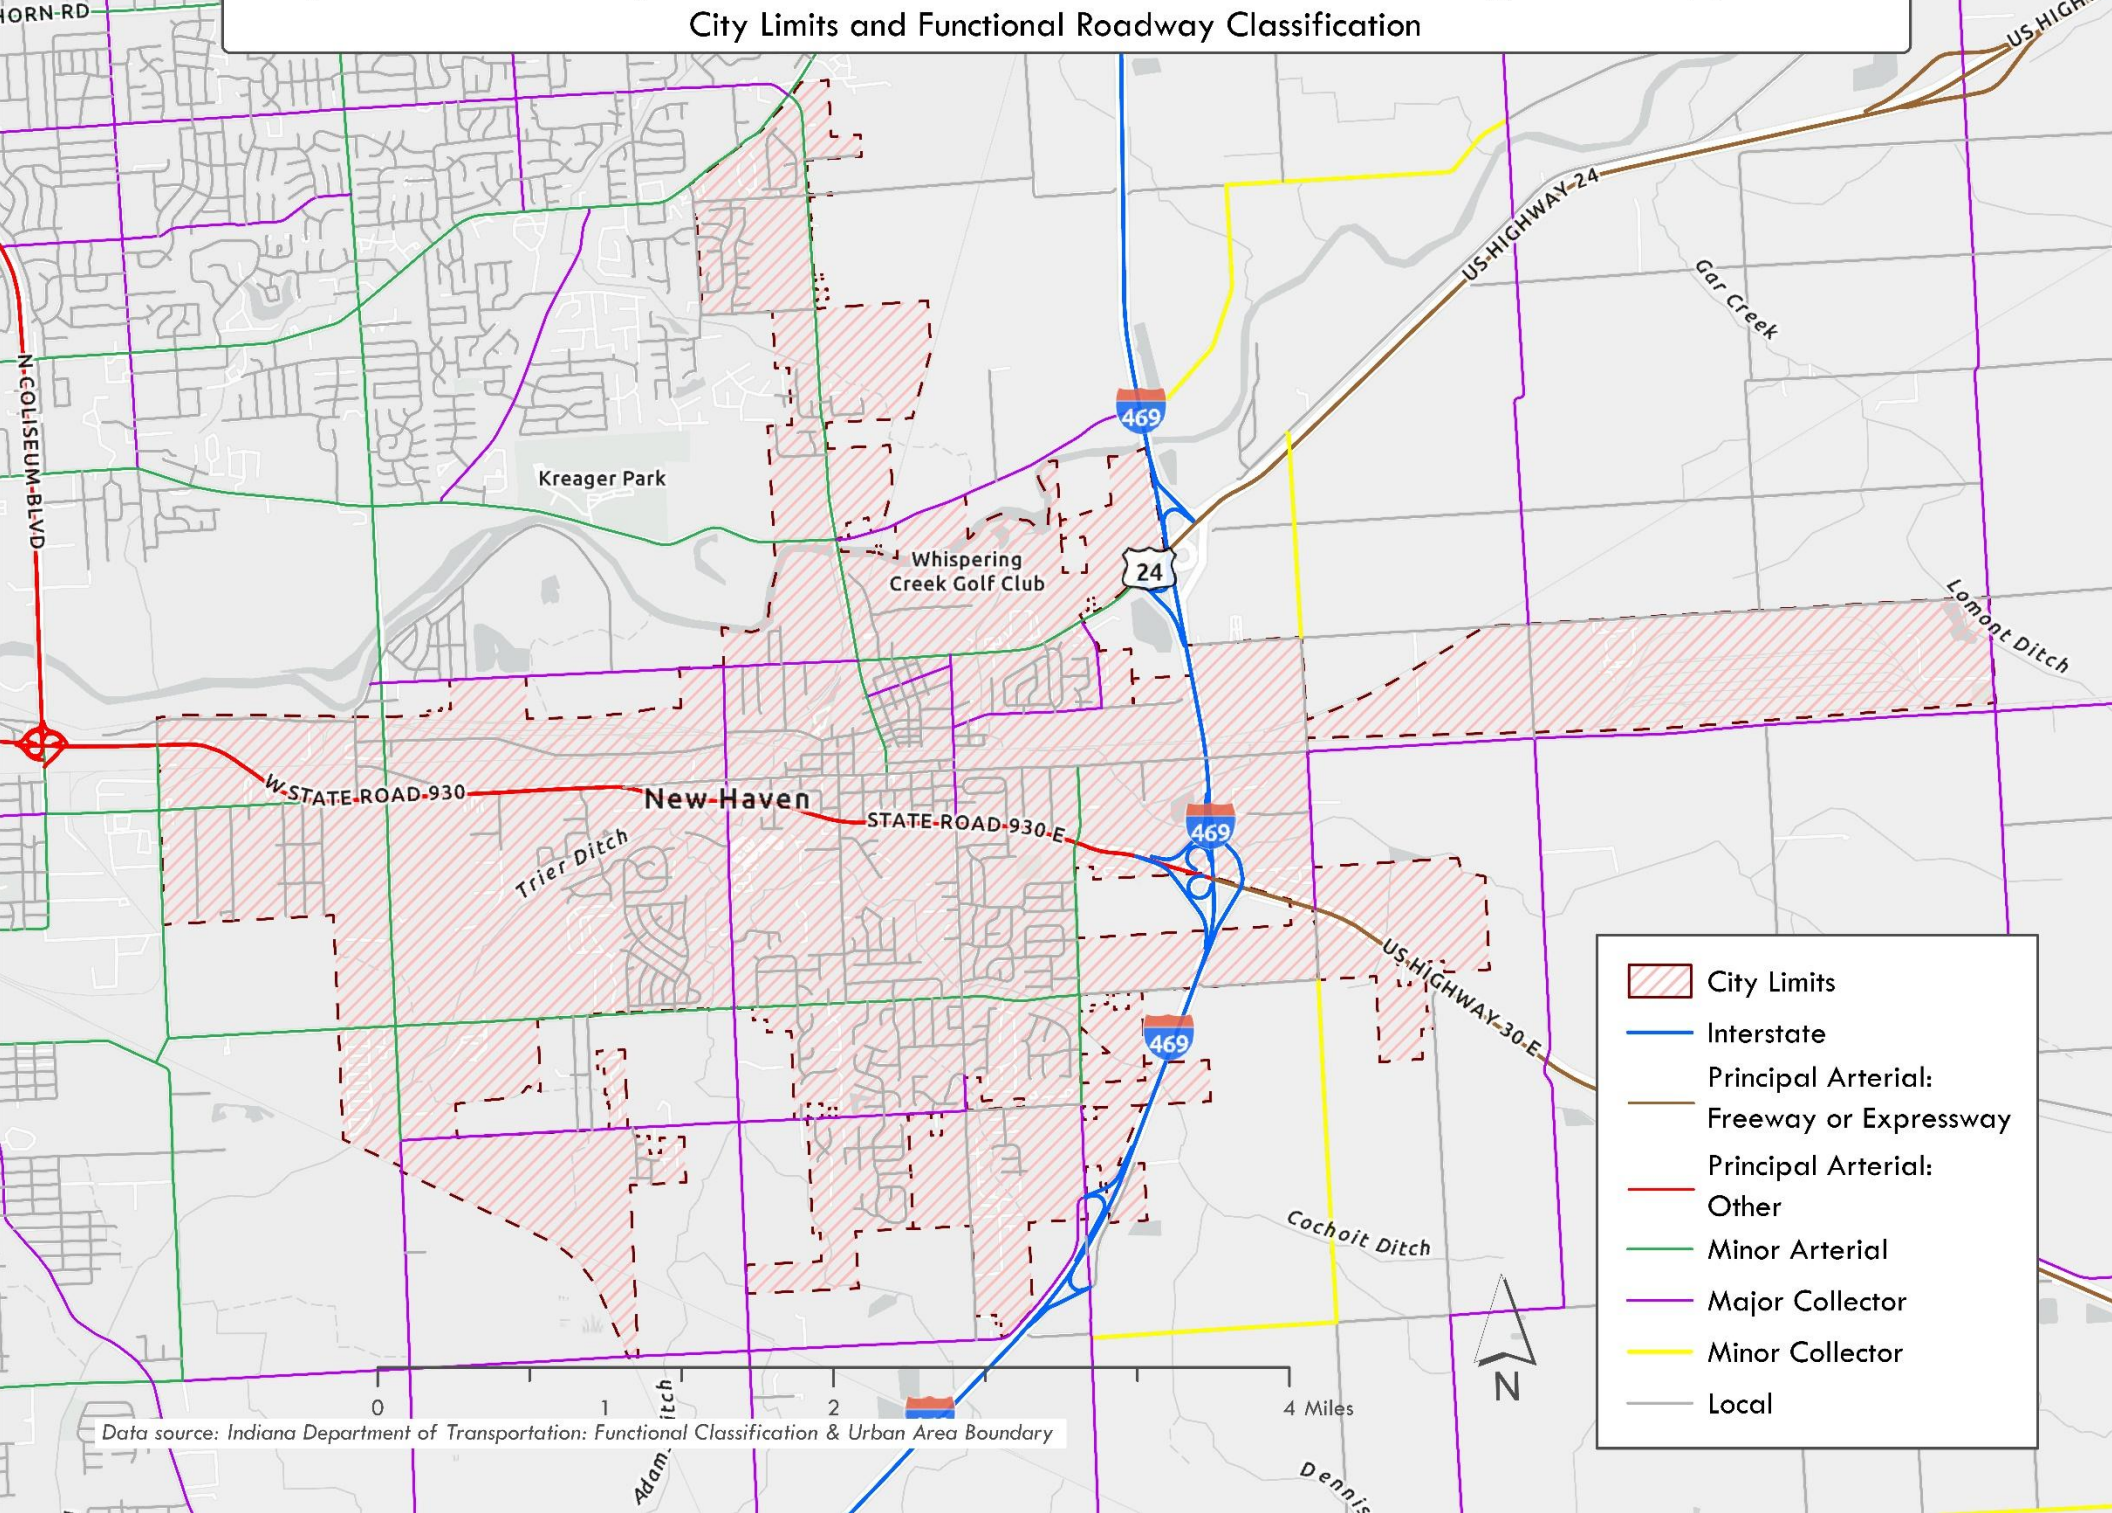 City Limits and Functional Roadway Classification
HORN RD
US HIGH
US HIGHWAY 24
Gar Creek
N COLISEUM BLVD
469
Kreager Park
Whispering
Creek Golf Club
24
Lomont Ditch
W STATE ROAD 930
New Haven
STATE ROAD 930 E
469
Trier Ditch
US HIGHWAY 30 E
469
Cochoit Ditch
City Limits
Interstate
Principal Arterial:
Freeway or Expressway
Principal Arterial:
Other
Minor Arterial
Major Collector
Minor Collector
Local
N
0 1 2 4 Miles
Data source: Indiana Department of Transportation: Functional Classification & Urban Area Boundary
Adam
itch
Dennis